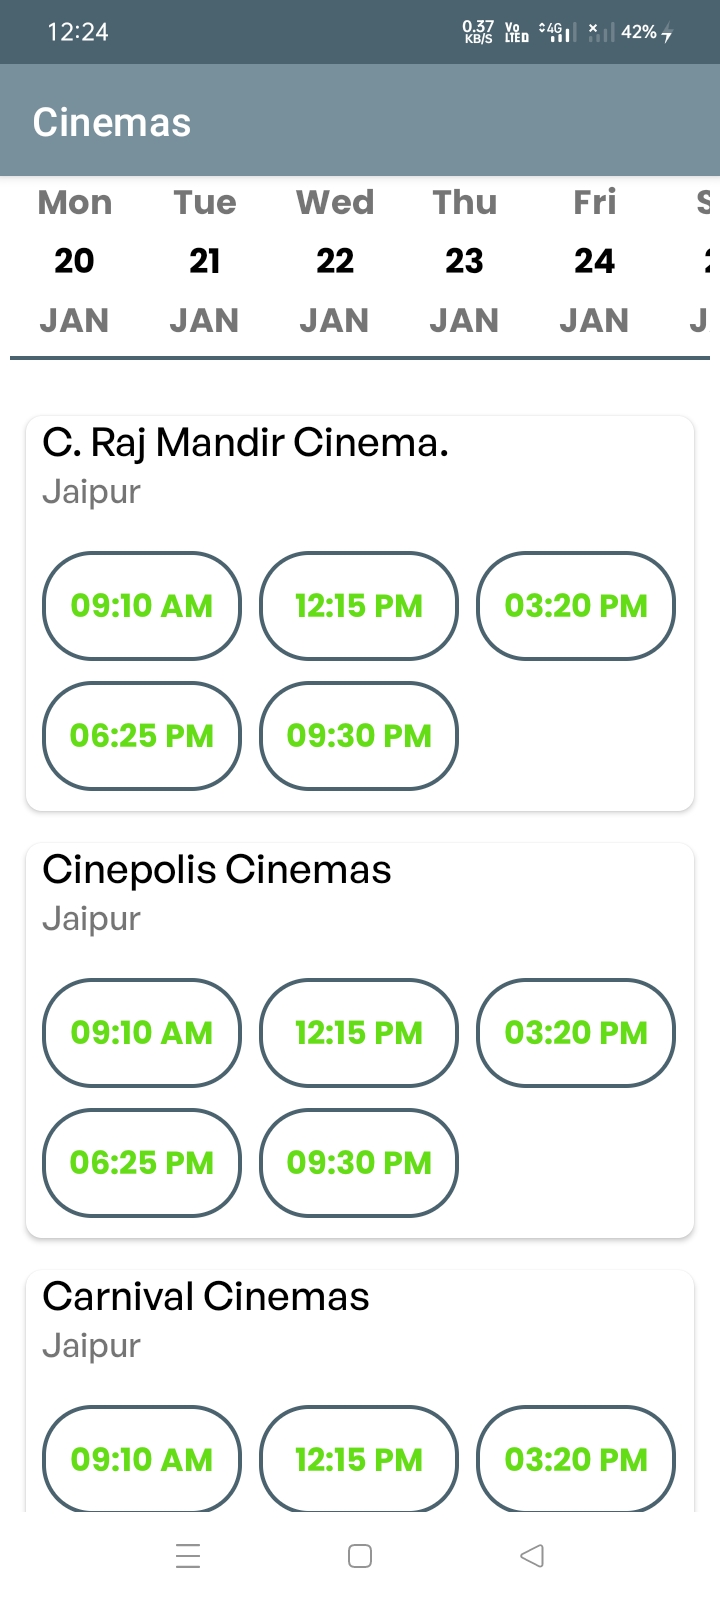 12:24 0.37 KB/S Vo LTED 4G 42%
Cinemas
Mon Tue Wed Thu Fri
20 21 22 23 24
JAN JAN JAN JAN JAN
C. Raj Mandir Cinema.
Jaipur
09:10 AM 12:15 PM 03:20 PM
06:25 PM 09:30 PM
Cinepolis Cinemas
Jaipur
09:10 AM 12:15 PM 03:20 PM
06:25 PM 09:30 PM
Carnival Cinemas
Jaipur
09:10 AM 12:15 PM 03:20 PM